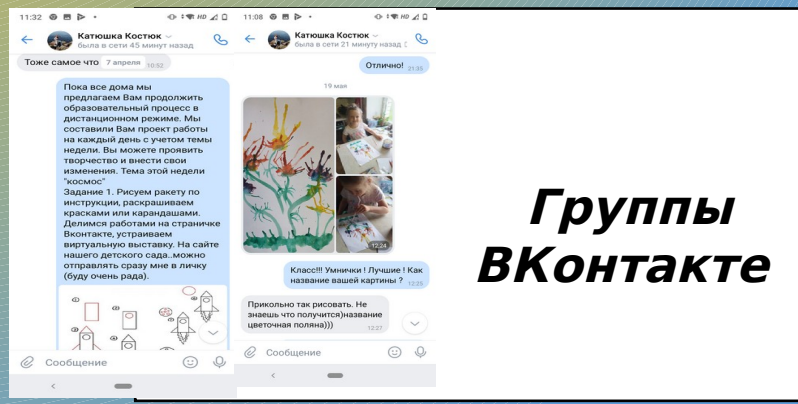 11:32
HD
Катюшка Костюк
была в сети 45 минут назад
Тоже самое что
7 апреля
10:52
Пока все дома мы
предлагаем Вам продолжить
образовательный процесс в
дистанционном режиме. Мы
составили Вам проект работы
на каждый день с учетом темы
недели. Вы можете проявить
творчество и внести свои
изменения. Тема этой недели
"космос"
Задание 1. Рисуем ракету по
инструкции, раскрашиваем
красками или карандашами.
Делимся работами на страничке
Вконтакте, устраиваем
виртуальную выставку. На сайте
нашего детского сада..можно
отправлять сразу мне в личку
(буду очень рада).
Сообщение
11:08
HD
Катюшка Костюк
была в сети 21 минуту назад
Отлично!
21:35
19 мая
12:24
Класс!!! Умнички ! Лучшие ! Как
название вашей картины ?
12:25
Прикольно так рисовать. Не
знаешь что получится)название
цветочная поляна)))
12:27
Сообщение
Группы
ВКонтакте